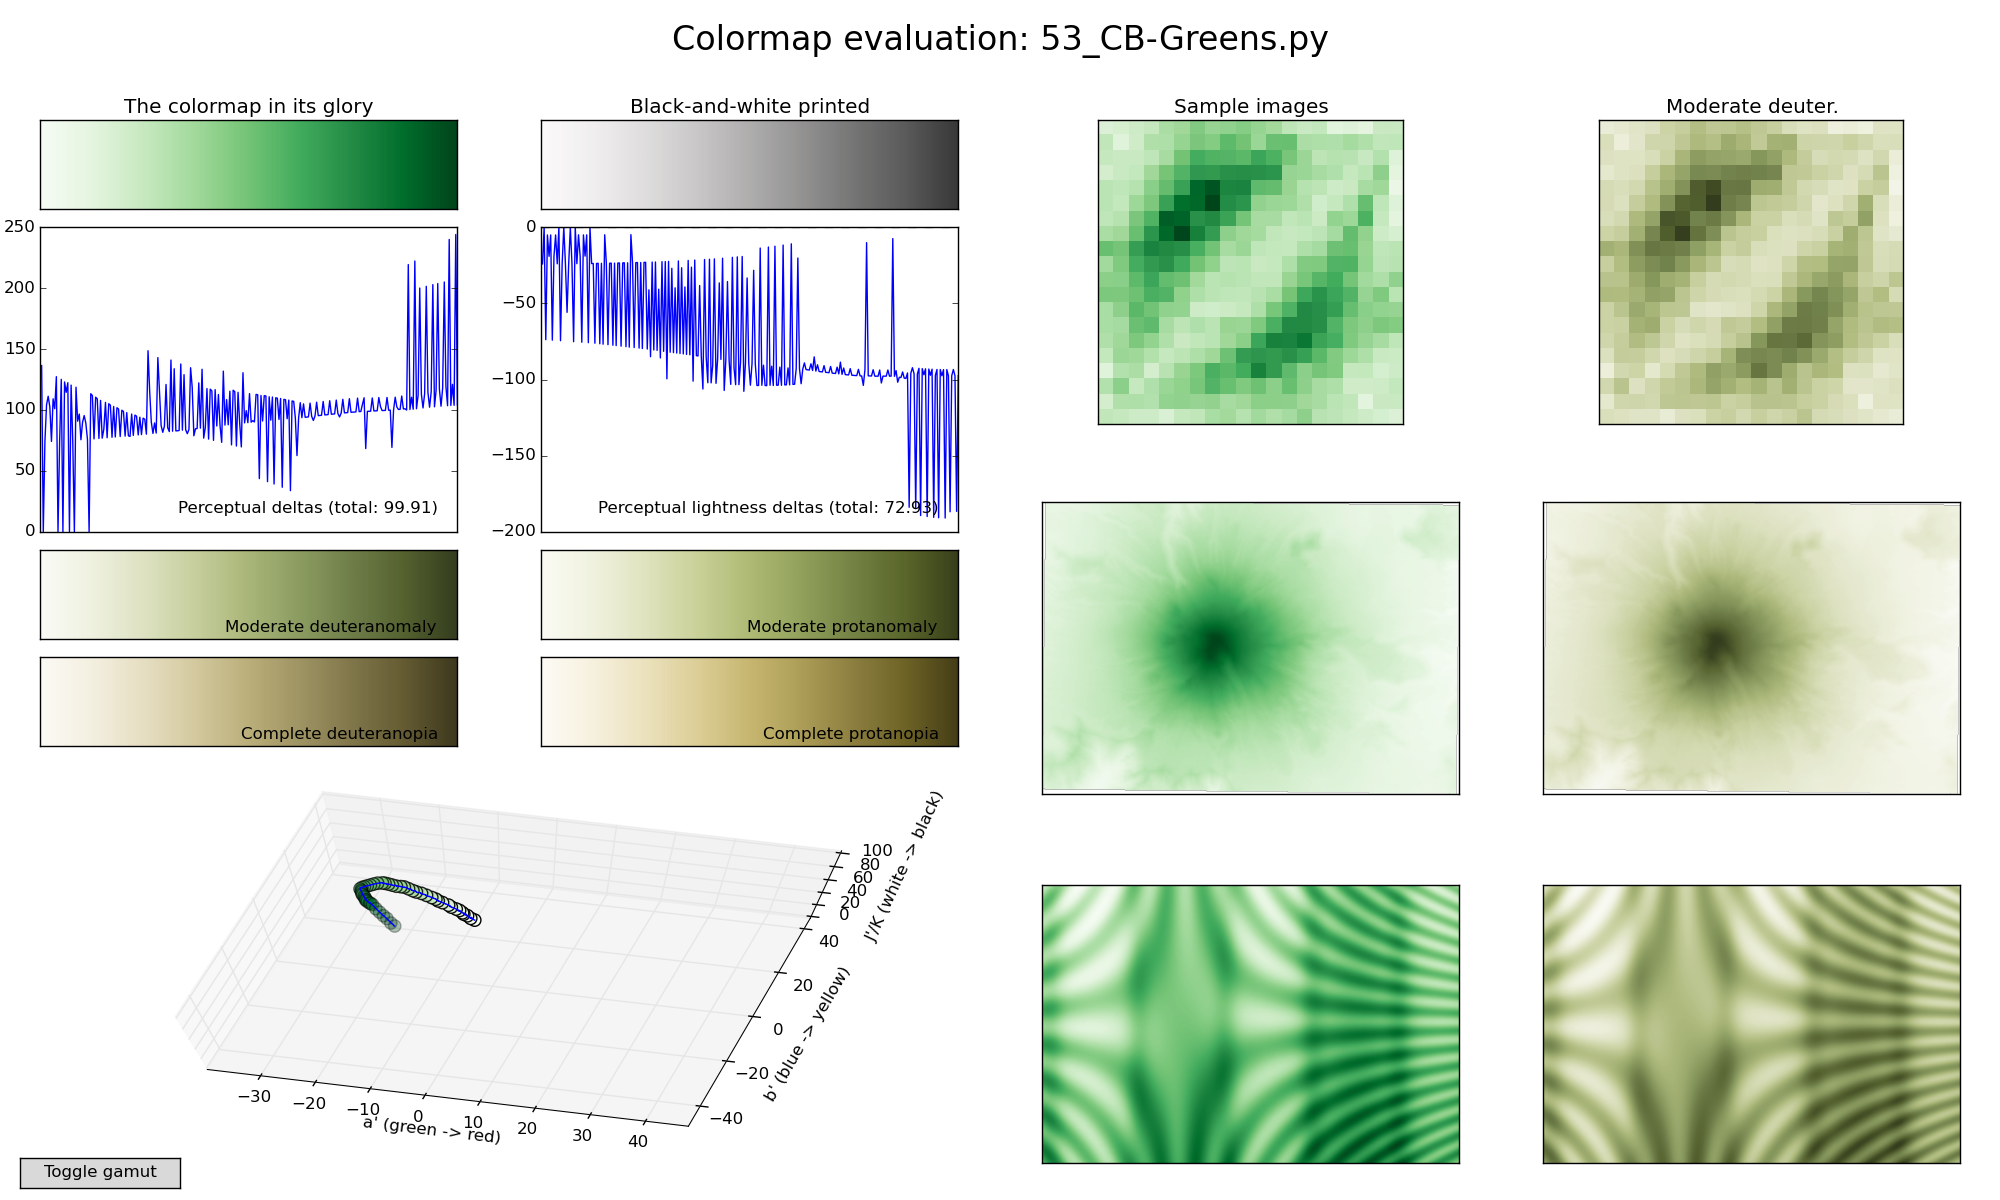 Colormap evaluation: 53_CB-Greens.py
The colormap in its glory
Black-and-white printed
Sample images
Moderate deuter.
250
200
150
100
50
0
Perceptual deltas (total: 99.91)
0
−50
−100
−150
−200
Perceptual lightness deltas (total: 72.93)
Moderate deuteranomaly
Moderate protanomaly
Complete deuteranopia
Complete protanopia
−30
−20
−10
0
10
20
30
40
a' (green -> red)
−40
−20
0
20
40
b' (blue -> yellow)
0
20
40
60
80
100
J'/K (white -> black)
Toggle gamut